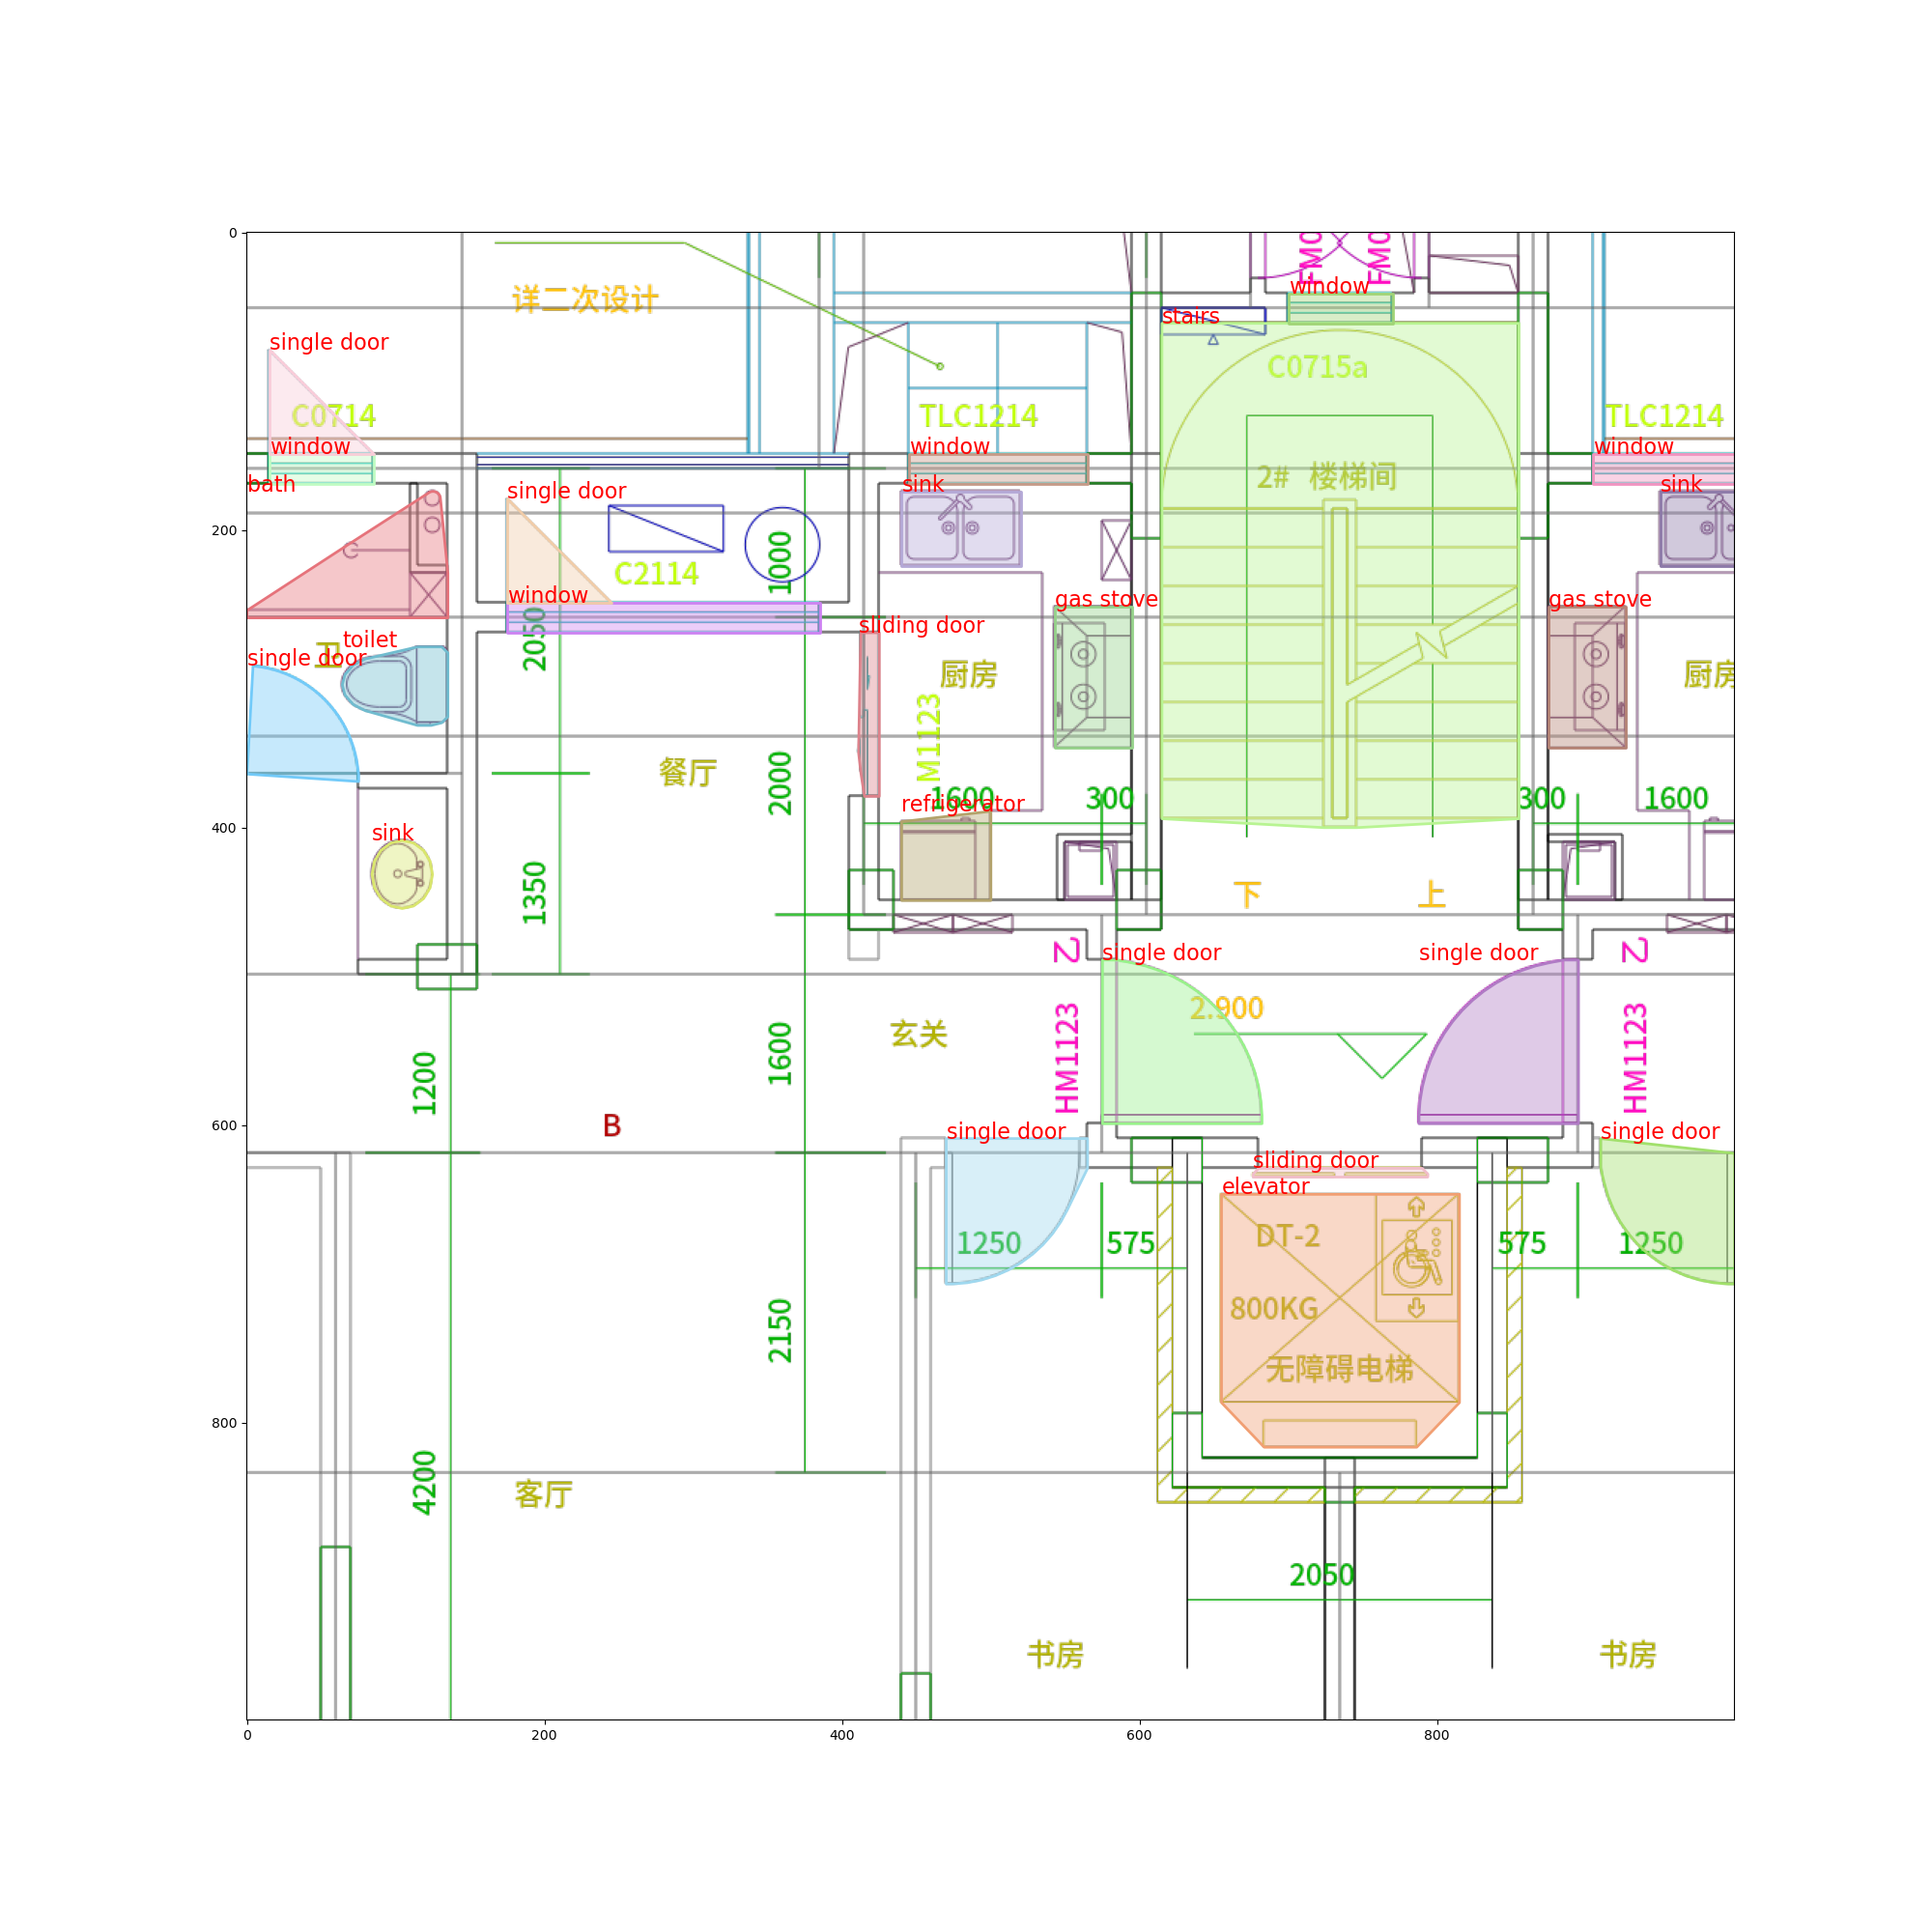 0
FM0
FM0
window
详二次设计
stairs
single door
C0715a
C0714
TLC1214
TLC1214
window
window
window
2# 楼梯间
bath
single door
sink
sink
200
1000
C2114
window
gas stove
gas stove
2050
sliding door
toilet
卫
single door
厨房
厨房
M1123
餐厅
2000
refrigerator
1600
300
300
1600
400
sink
1350
下
上
乙
乙
single door
single door
2.900
玄关
HM1123
HM1123
1600
1200
B
600
single door
single door
sliding door
elevator
DT-2
1250
575
575
1250
800KG
2150
无障碍电梯
800
4200
客厅
2050
书房
书房
0
200
400
600
800